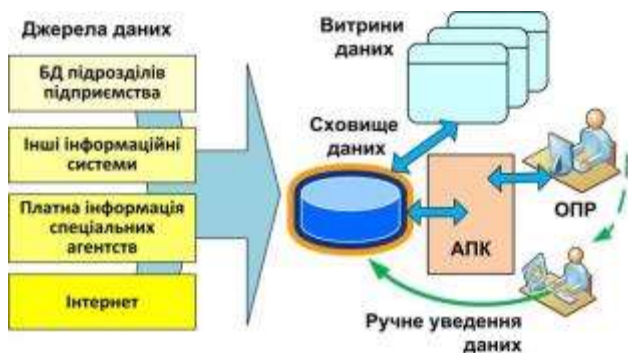 Джерела даних
БД підрозділів
підприємства
Інші інформаційні
системи
Платна інформація
спеціальних
агентств
Інтернет
Витрини
даних
Сховище
даних
АПК
ОПР
Ручне уведення
даних